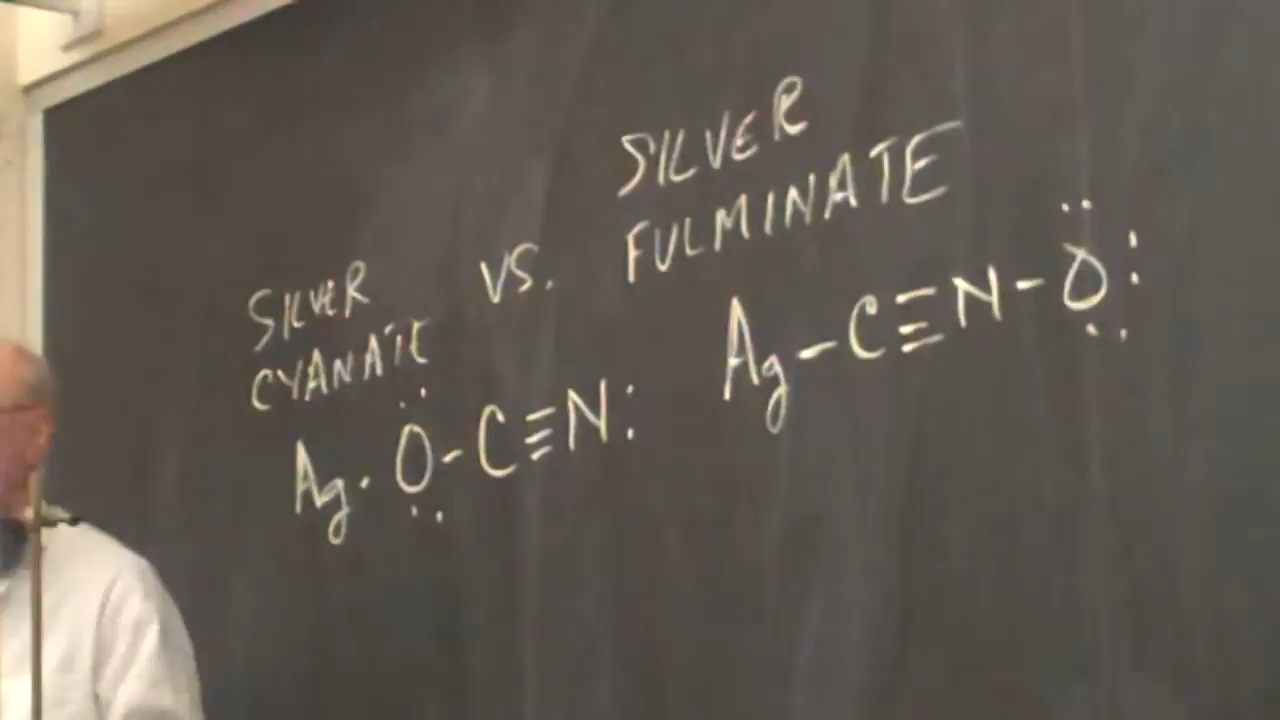 SILVER
CYANATE
VS.
SILVER
FULMINATE
Ag·O-C≡N:
Ag-C≡N-O: